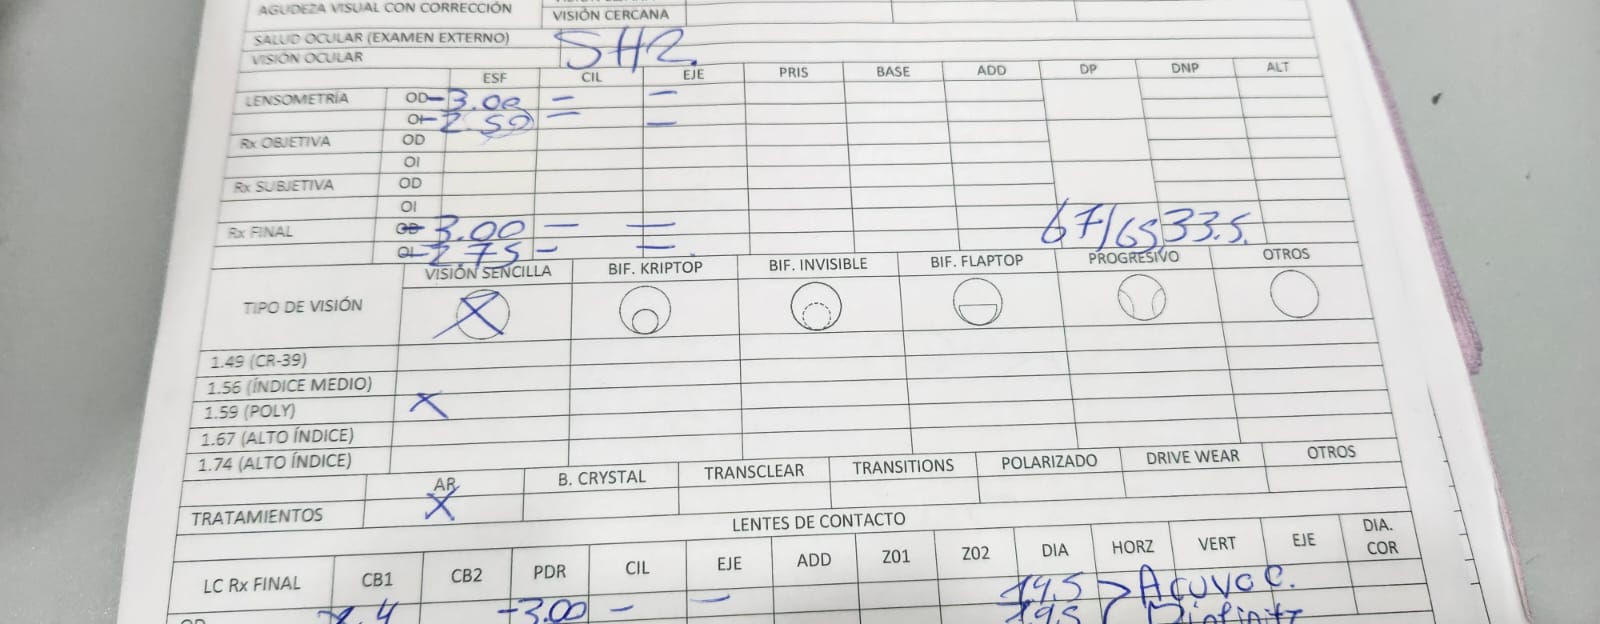 AGUDEZA VISUAL CON CORRECCIÓN
VISIÓN CERCANA
SALUD OCULAR (EXAMEN EXTERNO) SH2.
VISIÓN OCULAR
ESF CIL EJE PRIS BASE ADD DP DNP ALT
LENSOMETRÍA OD -3.00 - -
OI -2.50 - -
Rx OBJETIVA OD
OI
Rx SUBJETIVA OD
OI
Rx FINAL OD -3.00 - - 67/65 33.5.
OI -2.75 - -
TIPO DE VISIÓN VISIÓN SENCILLA X BIF. KRIPTOP BIF. INVISIBLE BIF. FLAPTOP PROGRESIVO OTROS
1.49 (CR-39)
1.56 (ÍNDICE MEDIO)
1.59 (POLY) X
1.67 (ALTO ÍNDICE)
1.74 (ALTO ÍNDICE)
AR B. CRYSTAL TRANSCLEAR TRANSITIONS POLARIZADO DRIVE WEAR OTROS
TRATAMIENTOS X
LENTES DE CONTACTO
LC Rx FINAL CB1 CB2 PDR CIL EJE ADD Z01 Z02 DIA HORZ VERT EJE DIA. COR
-3.00 - - 14.5 > Acuvue.